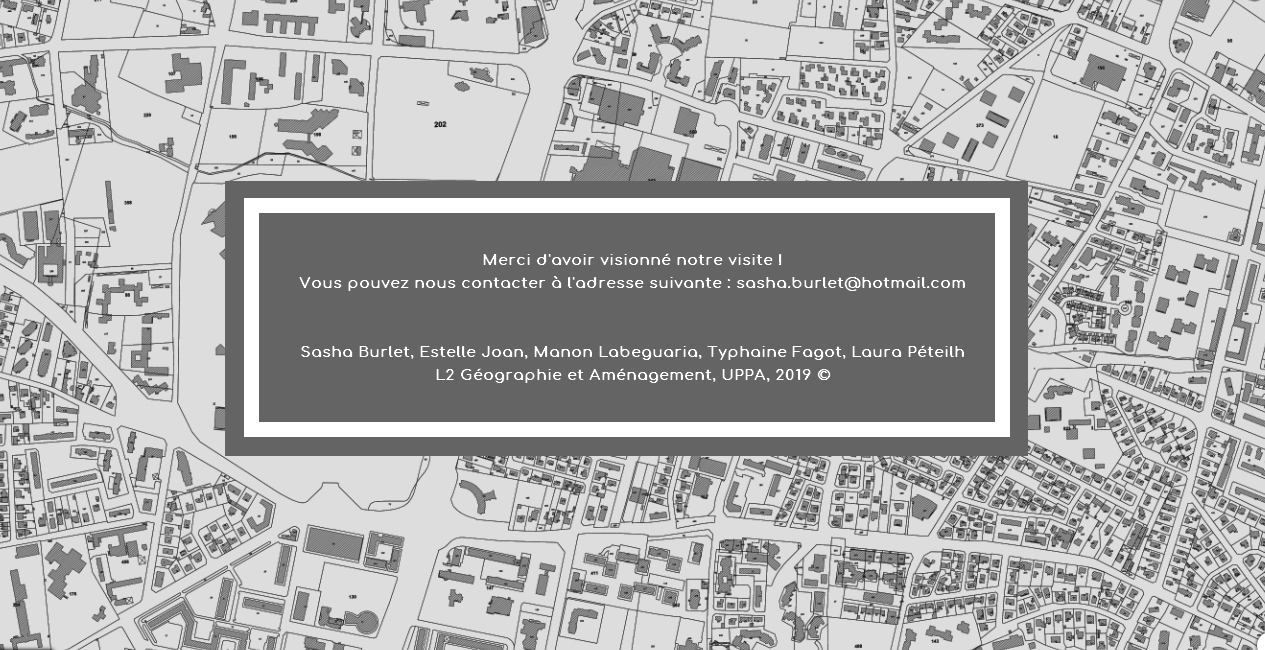 202
Merci d'avoir visionné notre visite !
Vous pouvez nous contacter à l'adresse suivante : sasha.burlet@hotmail.com
Sasha Burlet, Estelle Joan, Manon Labeguaria, Typhaine Fagot, Laura Péteilh
L2 Géographie et Aménagement, UPPA, 2019 ©